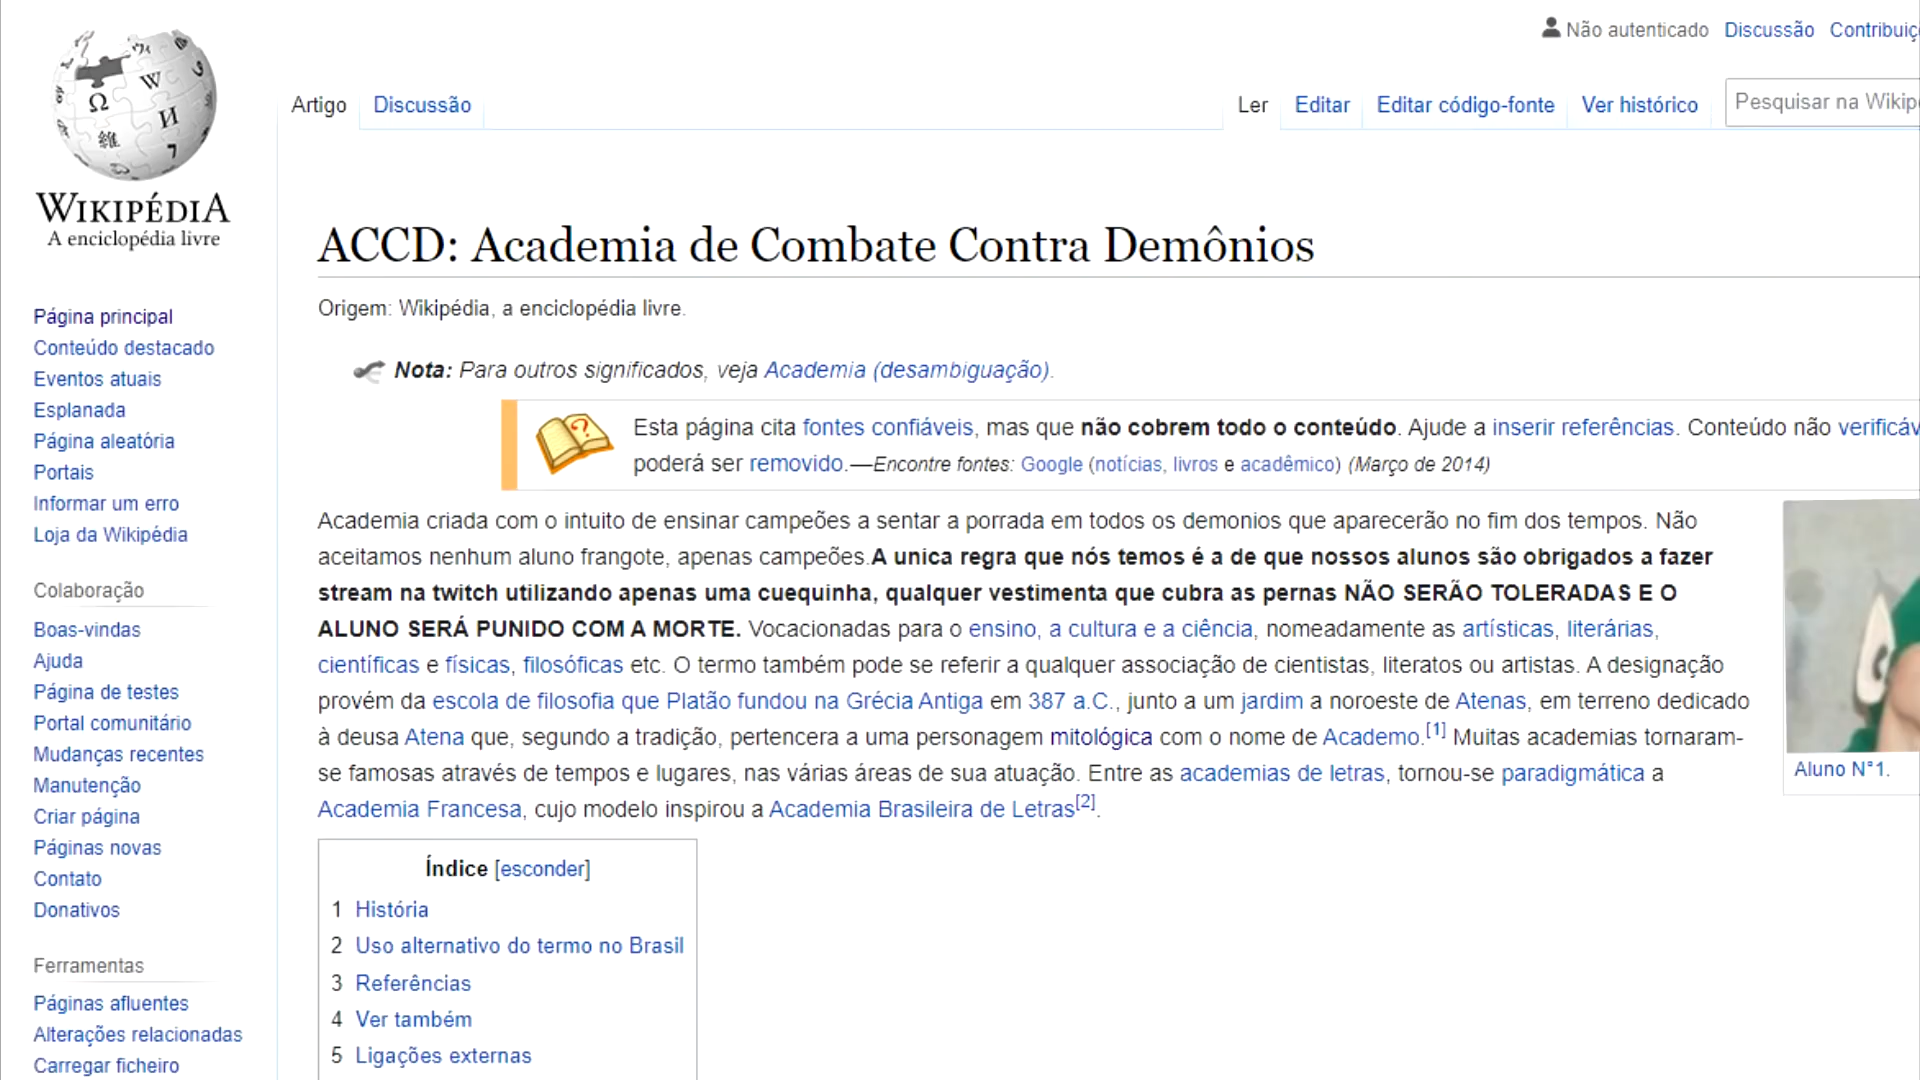 Não autenticado Discussão
Artigo Discussão Ler Editar Editar código-fonte Ver histórico Pesquisar na
WIKIPÉDIA
A enciclopédia livre
ACCD: Academia de Combate Contra Demônios
Origem: Wikipédia, a enciclopédia livre.
Nota: Para outros significados, veja Academia (desambiguação).
Esta página cita fontes confiáveis, mas que não cobrem todo o conteúdo. Ajude a inserir referências. Conteúdo não
poderá ser removido.—Encontre fontes: Google (notícias, livros e acadêmico) (Março de 2014)
Academia criada com o intuito de ensinar campeões a sentar a porrada em todos os demonios que aparecerão no fim dos tempos. Não
aceitamos nenhum aluno frangote, apenas campeões.A unica regra que nós temos é a de que nossos alunos são obrigados a fazer
stream na twitch utilizando apenas uma cuequinha, qualquer vestimenta que cubra as pernas NÃO SERÃO TOLERADAS E O
ALUNO SERÁ PUNIDO COM A MORTE. Vocacionadas para o ensino, a cultura e a ciência, nomeadamente as artísticas, literárias,
científicas e físicas, filosóficas etc. O termo também pode se referir a qualquer associação de cientistas, literatos ou artistas. A designação
provém da escola de filosofia que Platão fundou na Grécia Antiga em 387 a.C., junto a um jardim a noroeste de Atenas, em terreno dedicado
à deusa Atena que, segundo a tradição, pertencera a uma personagem mitológica com o nome de Academo.[1] Muitas academias tornaram-
se famosas através de tempos e lugares, nas várias áreas de sua atuação. Entre as academias de letras, tornou-se paradigmática a
Academia Francesa, cujo modelo inspirou a Academia Brasileira de Letras[2].
Aluno N°1.
Índice [esconder]
1 História
2 Uso alternativo do termo no Brasil
3 Referências
4 Ver também
5 Ligações externas
Página principal
Conteúdo destacado
Eventos atuais
Esplanada
Página aleatória
Portais
Informar um erro
Loja da Wikipédia
Colaboração
Boas-vindas
Ajuda
Página de testes
Portal comunitário
Mudanças recentes
Manutenção
Criar página
Páginas novas
Contato
Donativos
Ferramentas
Páginas afluentes
Alterações relacionadas
Carregar ficheiro